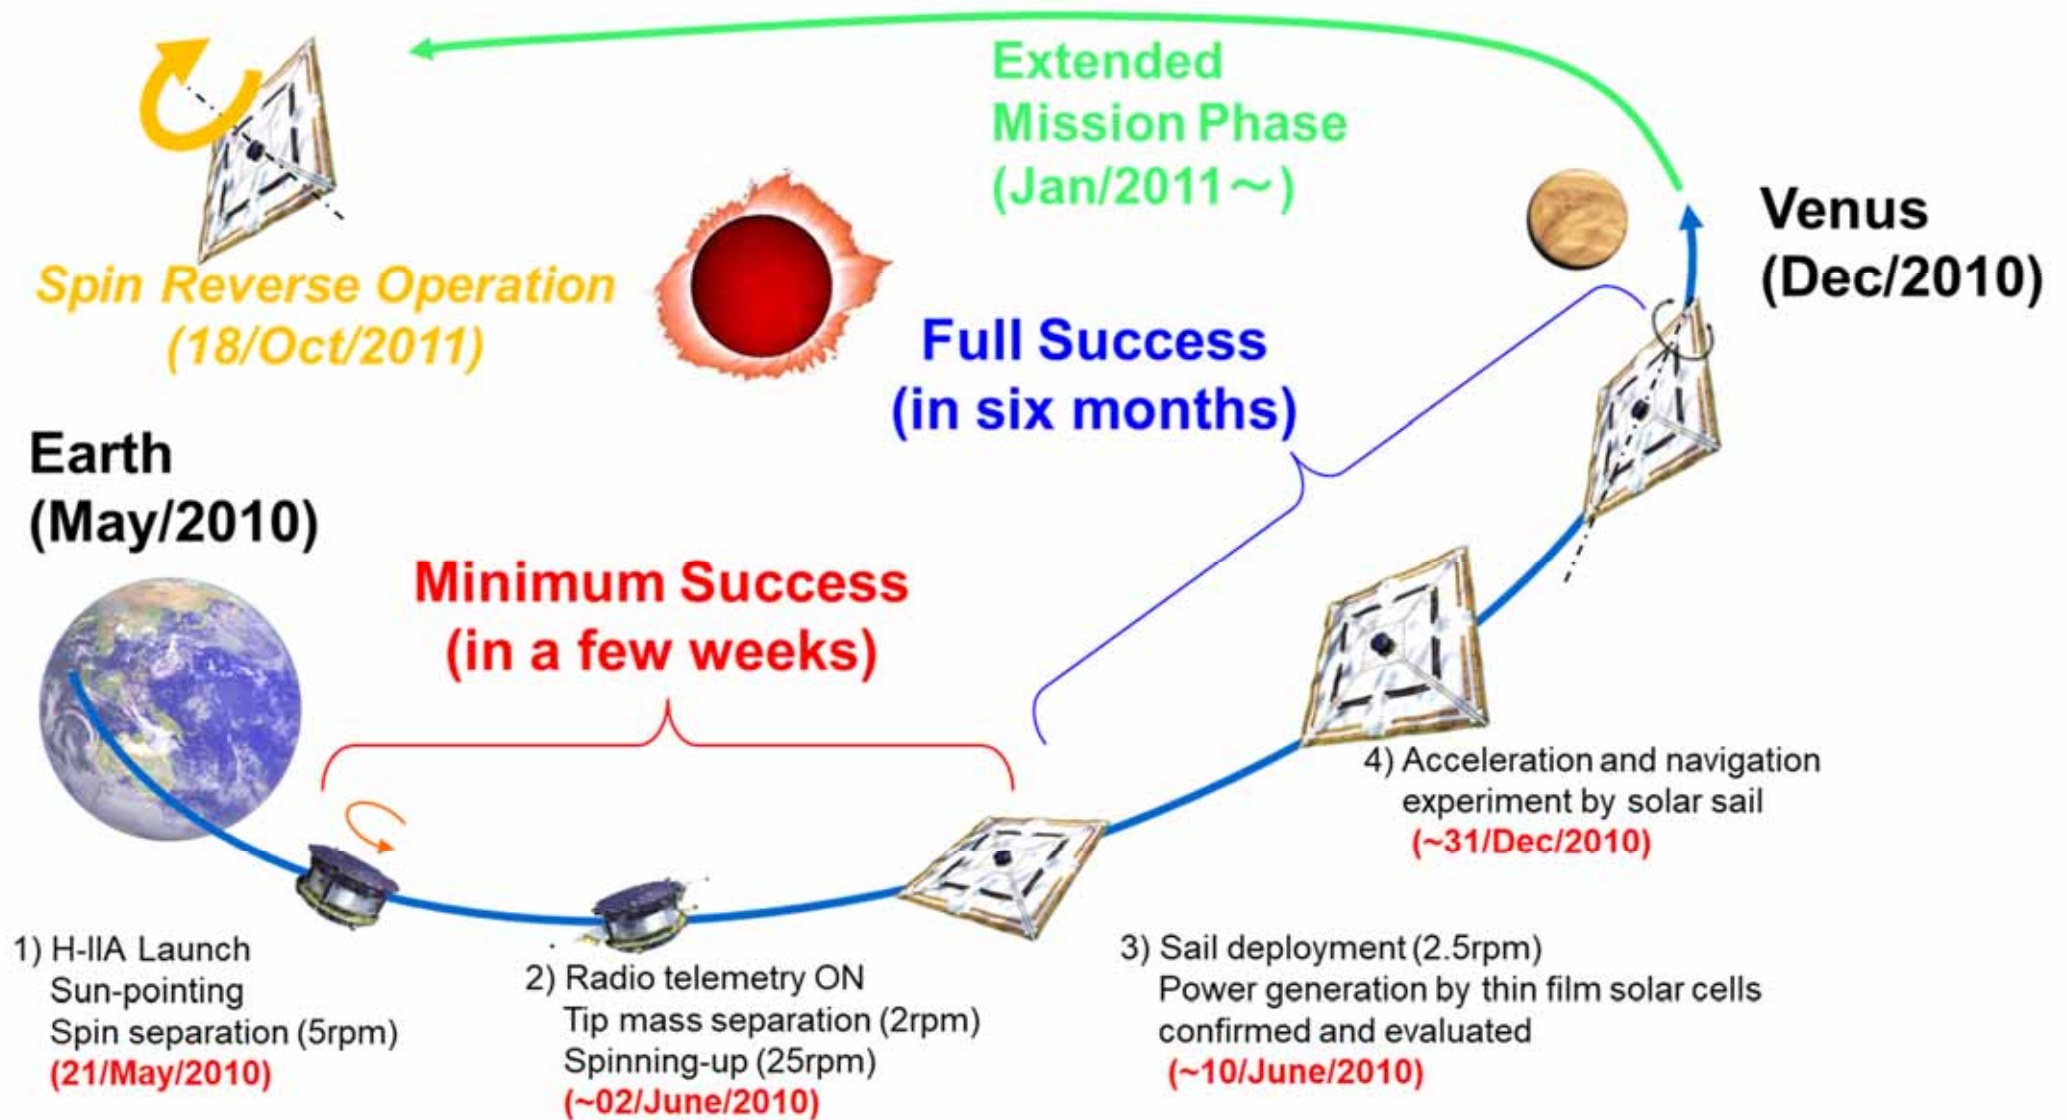 Extended
Mission Phase
(Jan/2011～)
Venus
(Dec/2010)
Spin Reverse Operation
(18/Oct/2011)
Full Success
(in six months)
Earth
(May/2010)
Minimum Success
(in a few weeks)
1) H-IIA Launch
Sun-pointing
Spin separation (5rpm)
(21/May/2010)
2) Radio telemetry ON
Tip mass separation (2rpm)
Spinning-up (25rpm)
(~02/June/2010)
3) Sail deployment (2.5rpm)
Power generation by thin film solar cells
confirmed and evaluated
(~10/June/2010)
4) Acceleration and navigation
experiment by solar sail
(~31/Dec/2010)